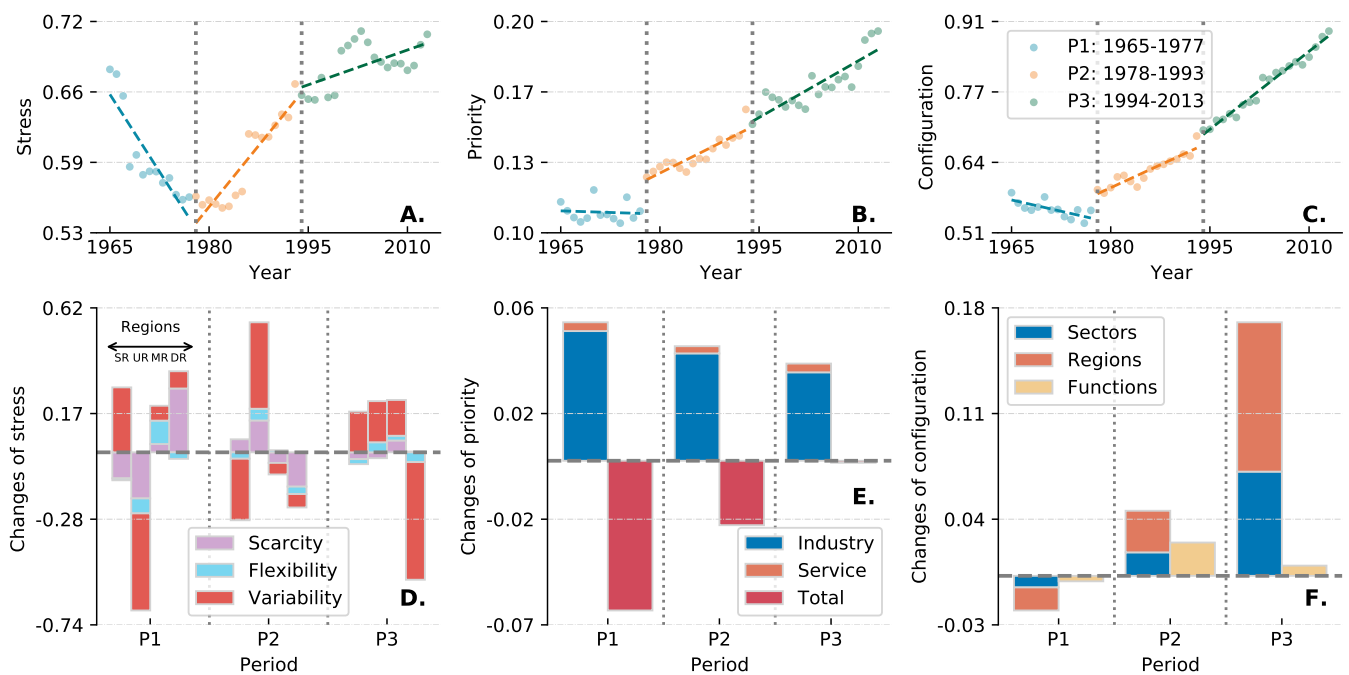 0.72
0.66
0.59
0.53
Stress
1965
1980
1995
2010
Year
A.
0.20
0.17
0.13
0.10
Priority
1965
1980
1995
2010
Year
B.
0.91
0.77
0.64
0.51
Configuration
P1: 1965-1977
P2: 1978-1993
P3: 1994-2013
1965
1980
1995
2010
Year
C.
0.62
0.17
-0.28
-0.74
Changes of stress
Regions
SR UR MR DR
Scarcity
Flexibility
Variability
D.
P1
P2
P3
Period
0.06
0.02
-0.02
-0.07
Changes of priority
E.
Industry
Service
Total
P1
P2
P3
Period
0.18
0.11
0.04
-0.03
Changes of configuration
Sectors
Regions
Functions
F.
P1
P2
P3
Period